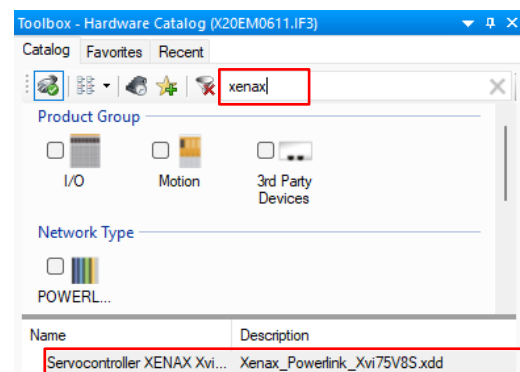 Toolbox - Hardware Catalog (X20EM0611.IF3)
Catalog Favorites Recent
xenax
Product Group
I/O Motion 3rd Party
Devices
Network Type
POWERL...
Name Description
Servocontroller XENAX Xvi... Xenax_Powerlink_Xvi75V8S.xdd